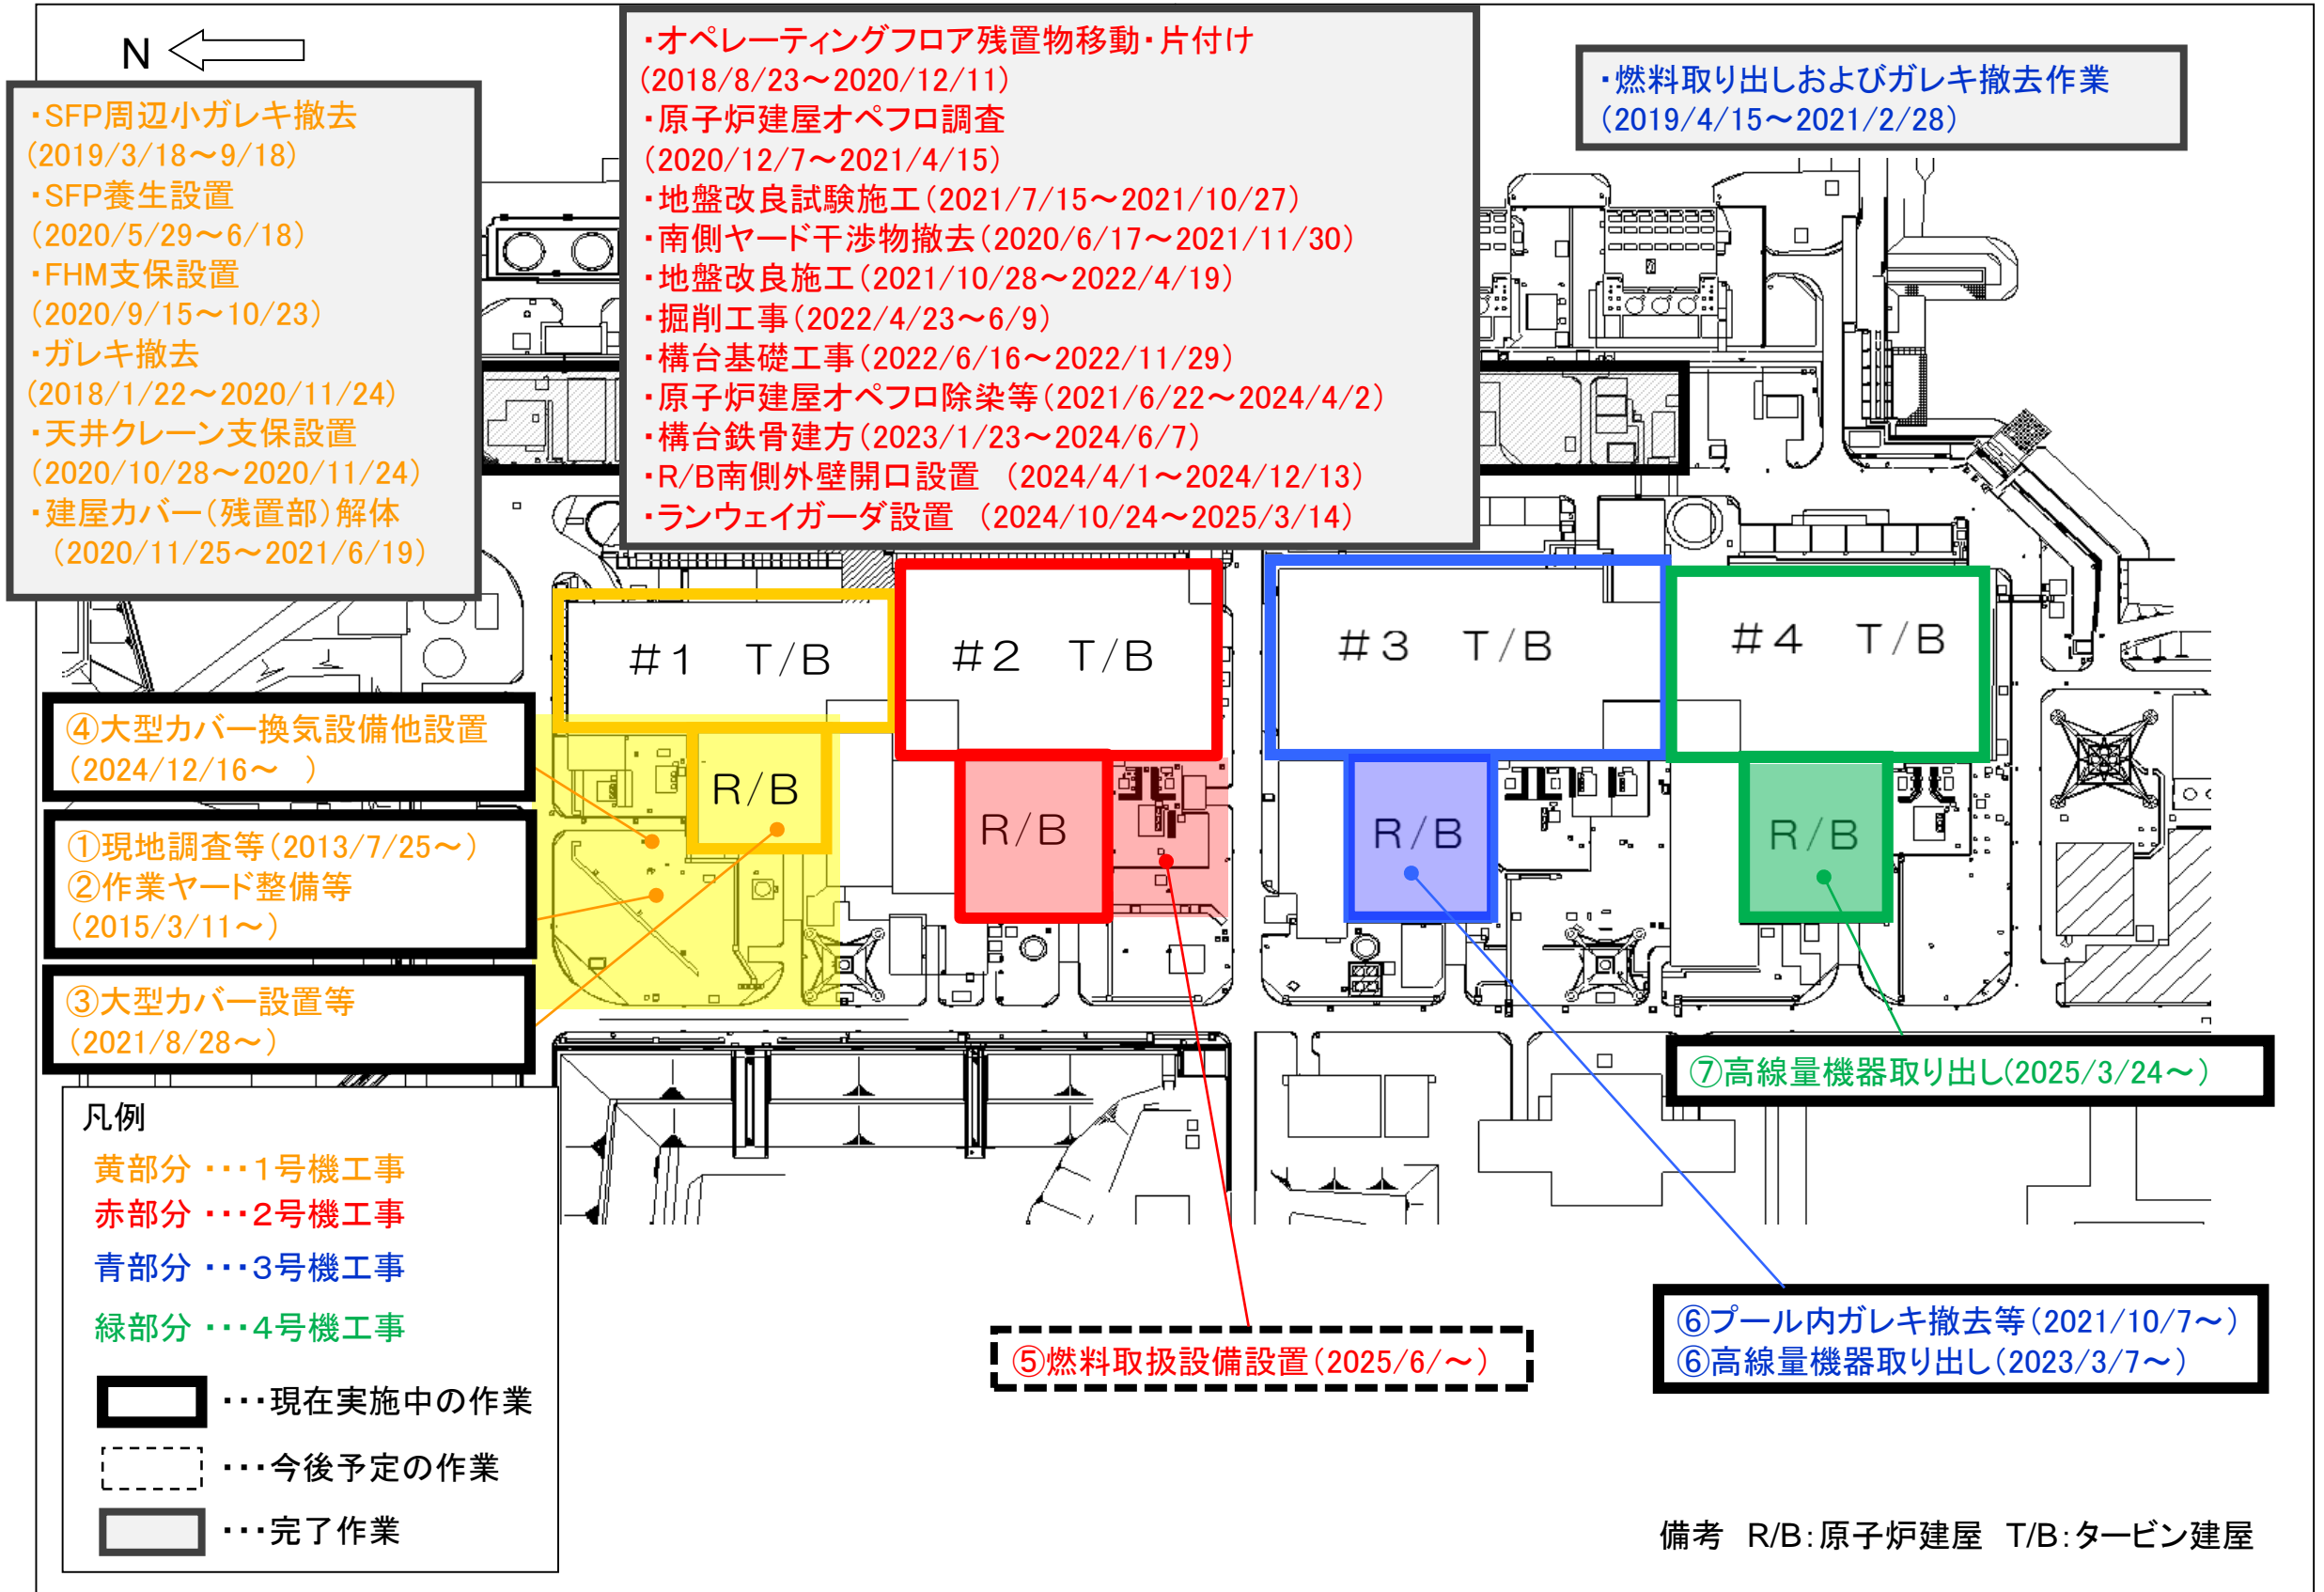 N
・SFP周辺小ガレキ撤去
(2019/3/18～9/18)
・SFP養生設置
(2020/5/29～6/18)
・FHM支保設置
(2020/9/15～10/23)
・ガレキ撤去
(2018/1/22～2020/11/24)
・天井クレーン支保設置
(2020/10/28～2020/11/24)
・建屋カバー(残置部)解体
(2020/11/25～2021/6/19)
・オペレーティングフロア残置物移動・片付け
(2018/8/23～2020/12/11)
・原子炉建屋オペフロ調査
(2020/12/7～2021/4/15)
・地盤改良試験施工(2021/7/15～2021/10/27)
・南側ヤード干渉物撤去(2020/6/17～2021/11/30)
・地盤改良施工(2021/10/28～2022/4/19)
・掘削工事(2022/4/23～6/9)
・構台基礎工事(2022/6/16～2022/11/29)
・原子炉建屋オペフロ除染等(2021/6/22～2024/4/2)
・構台鉄骨建方(2023/1/23～2024/6/7)
・R/B南側外壁開口設置 (2024/4/1～2024/12/13)
・ランウェイガーダ設置 (2024/10/24～2025/3/14)
・燃料取り出しおよびガレキ撤去作業
(2019/4/15～2021/2/28)
#1 T/B
#2 T/B
#3 T/B
#4 T/B
R/B
R/B
R/B
R/B
④大型カバー換気設備他設置
(2024/12/16～ )
①現地調査等(2013/7/25～)
②作業ヤード整備等
(2015/3/11～)
③大型カバー設置等
(2021/8/28～)
⑦高線量機器取り出し(2025/3/24～)
⑤燃料取扱設備設置(2025/6/～)
⑥プール内ガレキ撤去等(2021/10/7～)
⑥高線量機器取り出し(2023/3/7～)
凡例
黄部分 ・・・1号機工事
赤部分 ・・・2号機工事
青部分 ・・・3号機工事
緑部分 ・・・4号機工事
・・・現在実施中の作業
・・・今後予定の作業
・・・完了作業
備考 R/B:原子炉建屋 T/B:タービン建屋